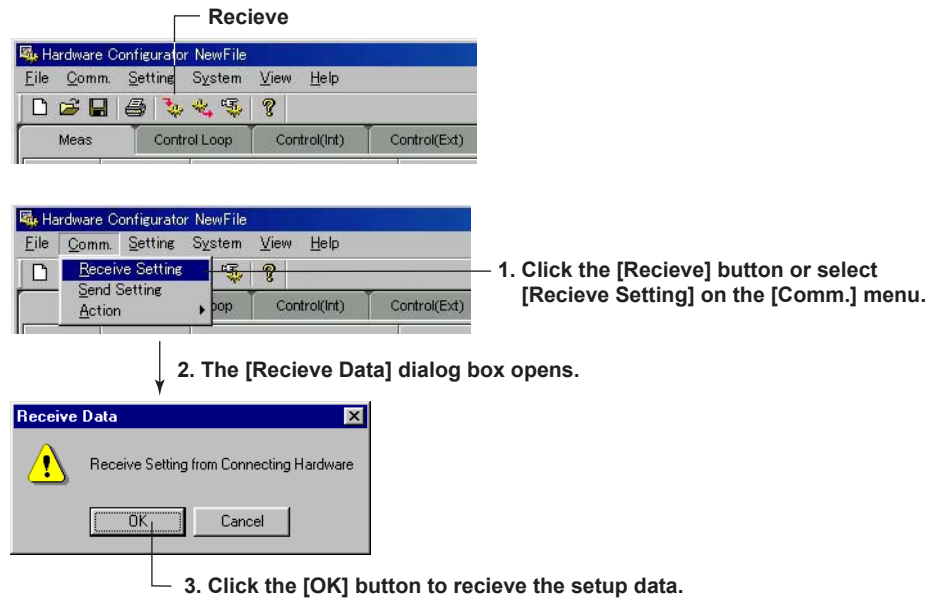 Recieve
Hardware Configurator NewFile
File Comm. Setting System View Help
Meas Control Loop Control(Int) Control(Ext)
Hardware Configurator NewFile
File Comm. Setting System View Help
Receive Setting
Send Setting
Action
oop Control(Int) Control(Ext)
1. Click the [Recieve] button or select
[Recieve Setting] on the [Comm.] menu.
2. The [Recieve Data] dialog box opens.
Receive Data
Receive Setting from Connecting Hardware
OK Cancel
3. Click the [OK] button to recieve the setup data.